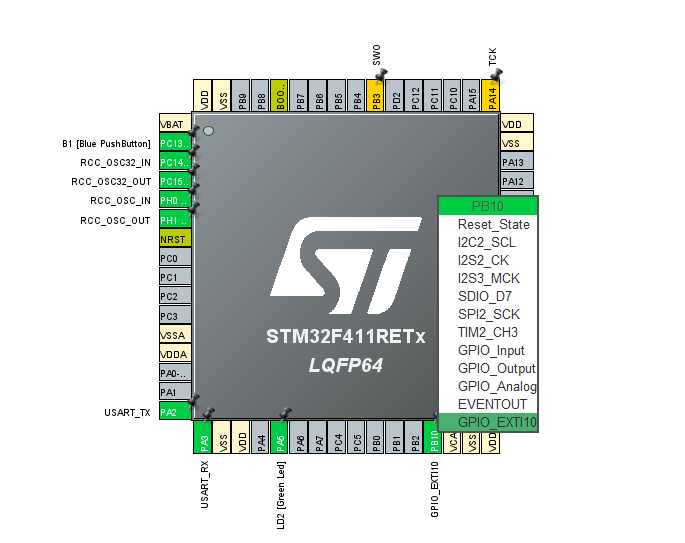 SWO
TCK
VDD
VSS
PB9
PB8
BOO...
PB7
PB6
PB5
PB4
PB3
PD2
PC12
PC11
PC10
PA15
PA14
VBAT
B1 [Blue PushButton]
PC13..
RCC_OSC32_IN
PC14..
RCC_OSC32_OUT
PC15..
RCC_OSC_IN
PH0 ..
RCC_OSC_OUT
PH1 ..
NRST
PC0
PC1
PC2
PC3
VSSA
VDDA
PA0-..
PA1
USART_TX
PA2
VDD
VSS
PA13
PA12
STM32F411RETx
LQFP64
PB10
Reset_State
I2C2_SCL
I2S2_CK
I2S3_MCK
SDIO_D7
SPI2_SCK
TIM2_CH3
GPIO_Input
GPIO_Output
GPIO_Analog
EVENTOUT
GPIO_EXTI10
PA3
VSS
VDD
PA4
PA5
PA6
PA7
PC4
PC5
PB0
PB1
PB2
PB10
VCA
VSS
VDD
USART_RX
LD2 [Green Led]
GPIO_EXTI10